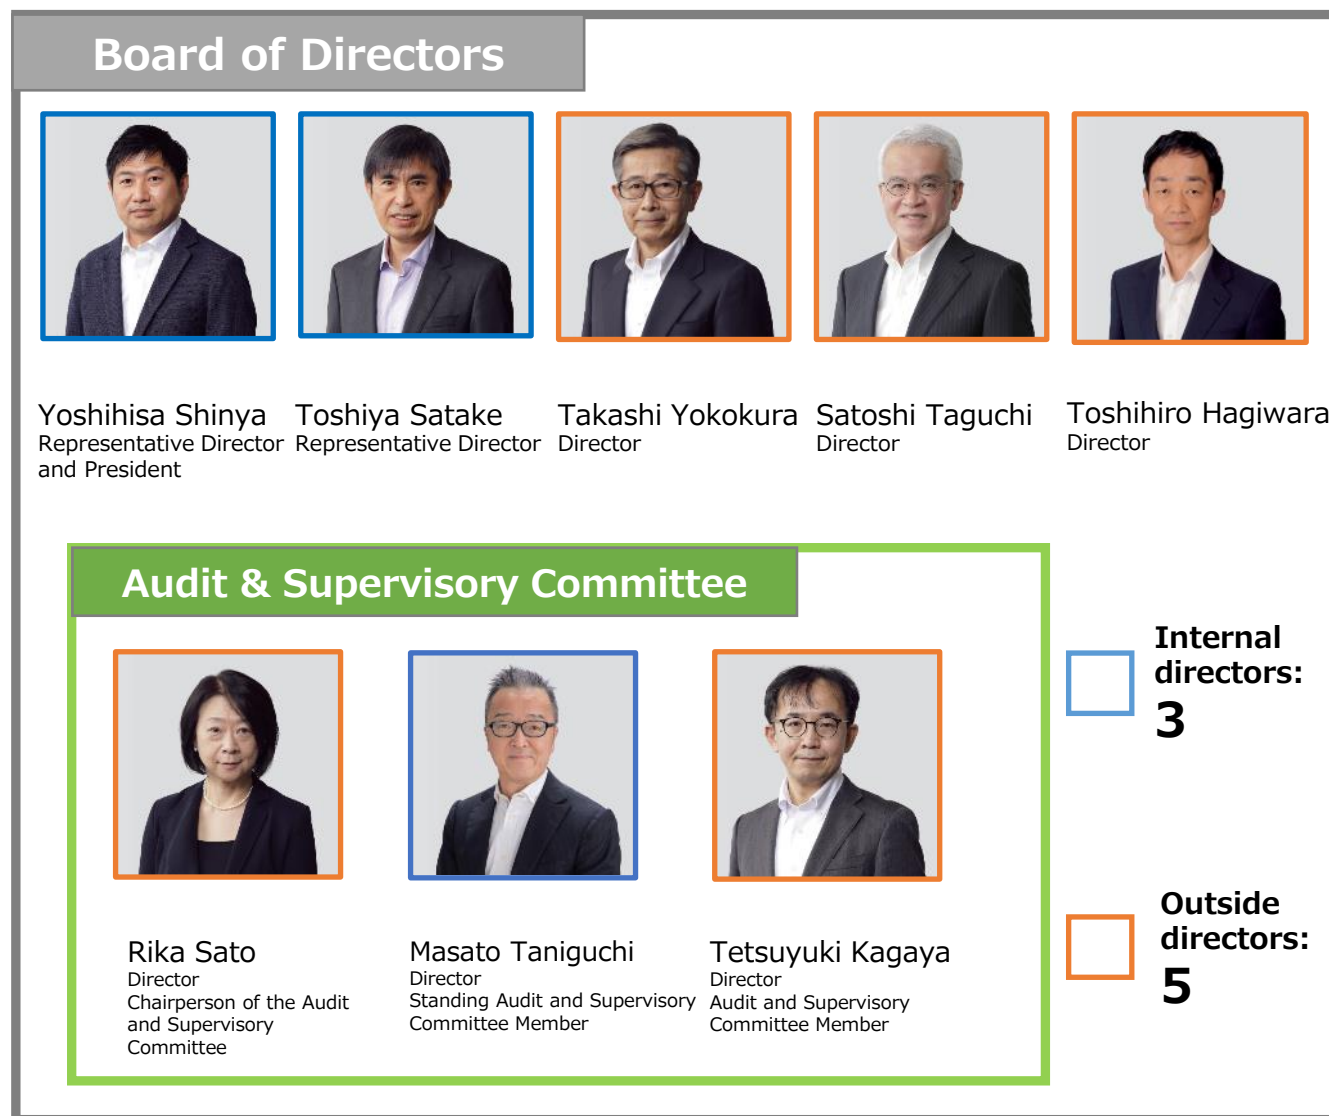 Board of Directors
Yoshihisa Shinya
Representative Director
and President
Toshiya Satake
Representative Director
Takashi Yokokura
Director
Satoshi Taguchi
Director
Toshihiro Hagiwara
Director
Audit & Supervisory Committee
Rika Sato
Director
Chairperson of the Audit
and Supervisory
Committee
Masato Taniguchi
Director
Standing Audit and Supervisory
Committee Member
Tetsuyuki Kagaya
Director
Audit and Supervisory
Committee Member
Internal
directors:
3
Outside
directors:
5